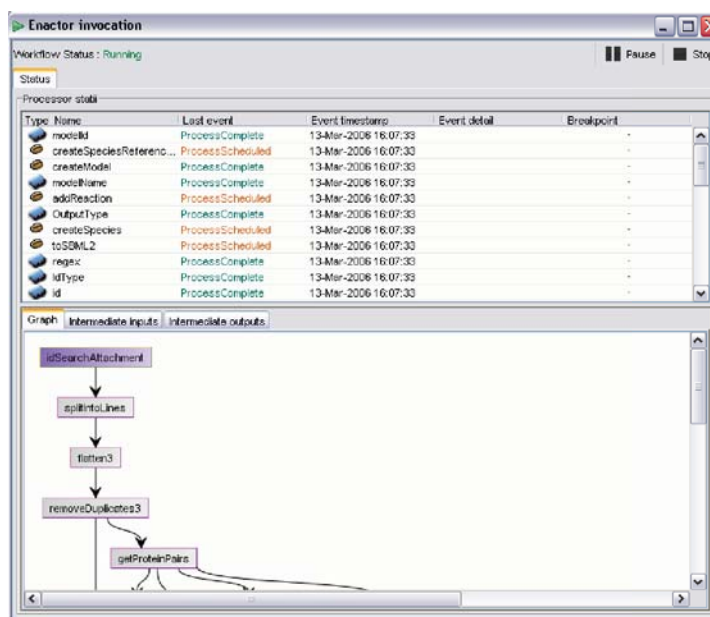 Enactor invocation
Workflow Status : Running Pause Stop
Status
Processor statii
Type Name Last event Event timestamp Event detail Breakpoint
modelId ProcessComplete 13-Mar-2006 16:07:33 -
createSpeciesReferenc... ProcessScheduled 13-Mar-2006 16:07:33 -
createModel ProcessComplete 13-Mar-2006 16:07:33 -
modelName ProcessComplete 13-Mar-2006 16:07:33 -
addReaction ProcessScheduled 13-Mar-2006 16:07:33 -
OutputType ProcessComplete 13-Mar-2006 16:07:33 -
createSpecies ProcessScheduled 13-Mar-2006 16:07:33 -
toSBML2 ProcessScheduled 13-Mar-2006 16:07:33 -
regex ProcessComplete 13-Mar-2006 16:07:33 -
IdType ProcessComplete 13-Mar-2006 16:07:33 -
id ProcessComplete 13-Mar-2006 16:07:33 -
Graph Intermediate inputs Intermediate outputs
idSearchAttachment
splitIntoLines
flatten3
removeDuplicates3
getProteinPairs